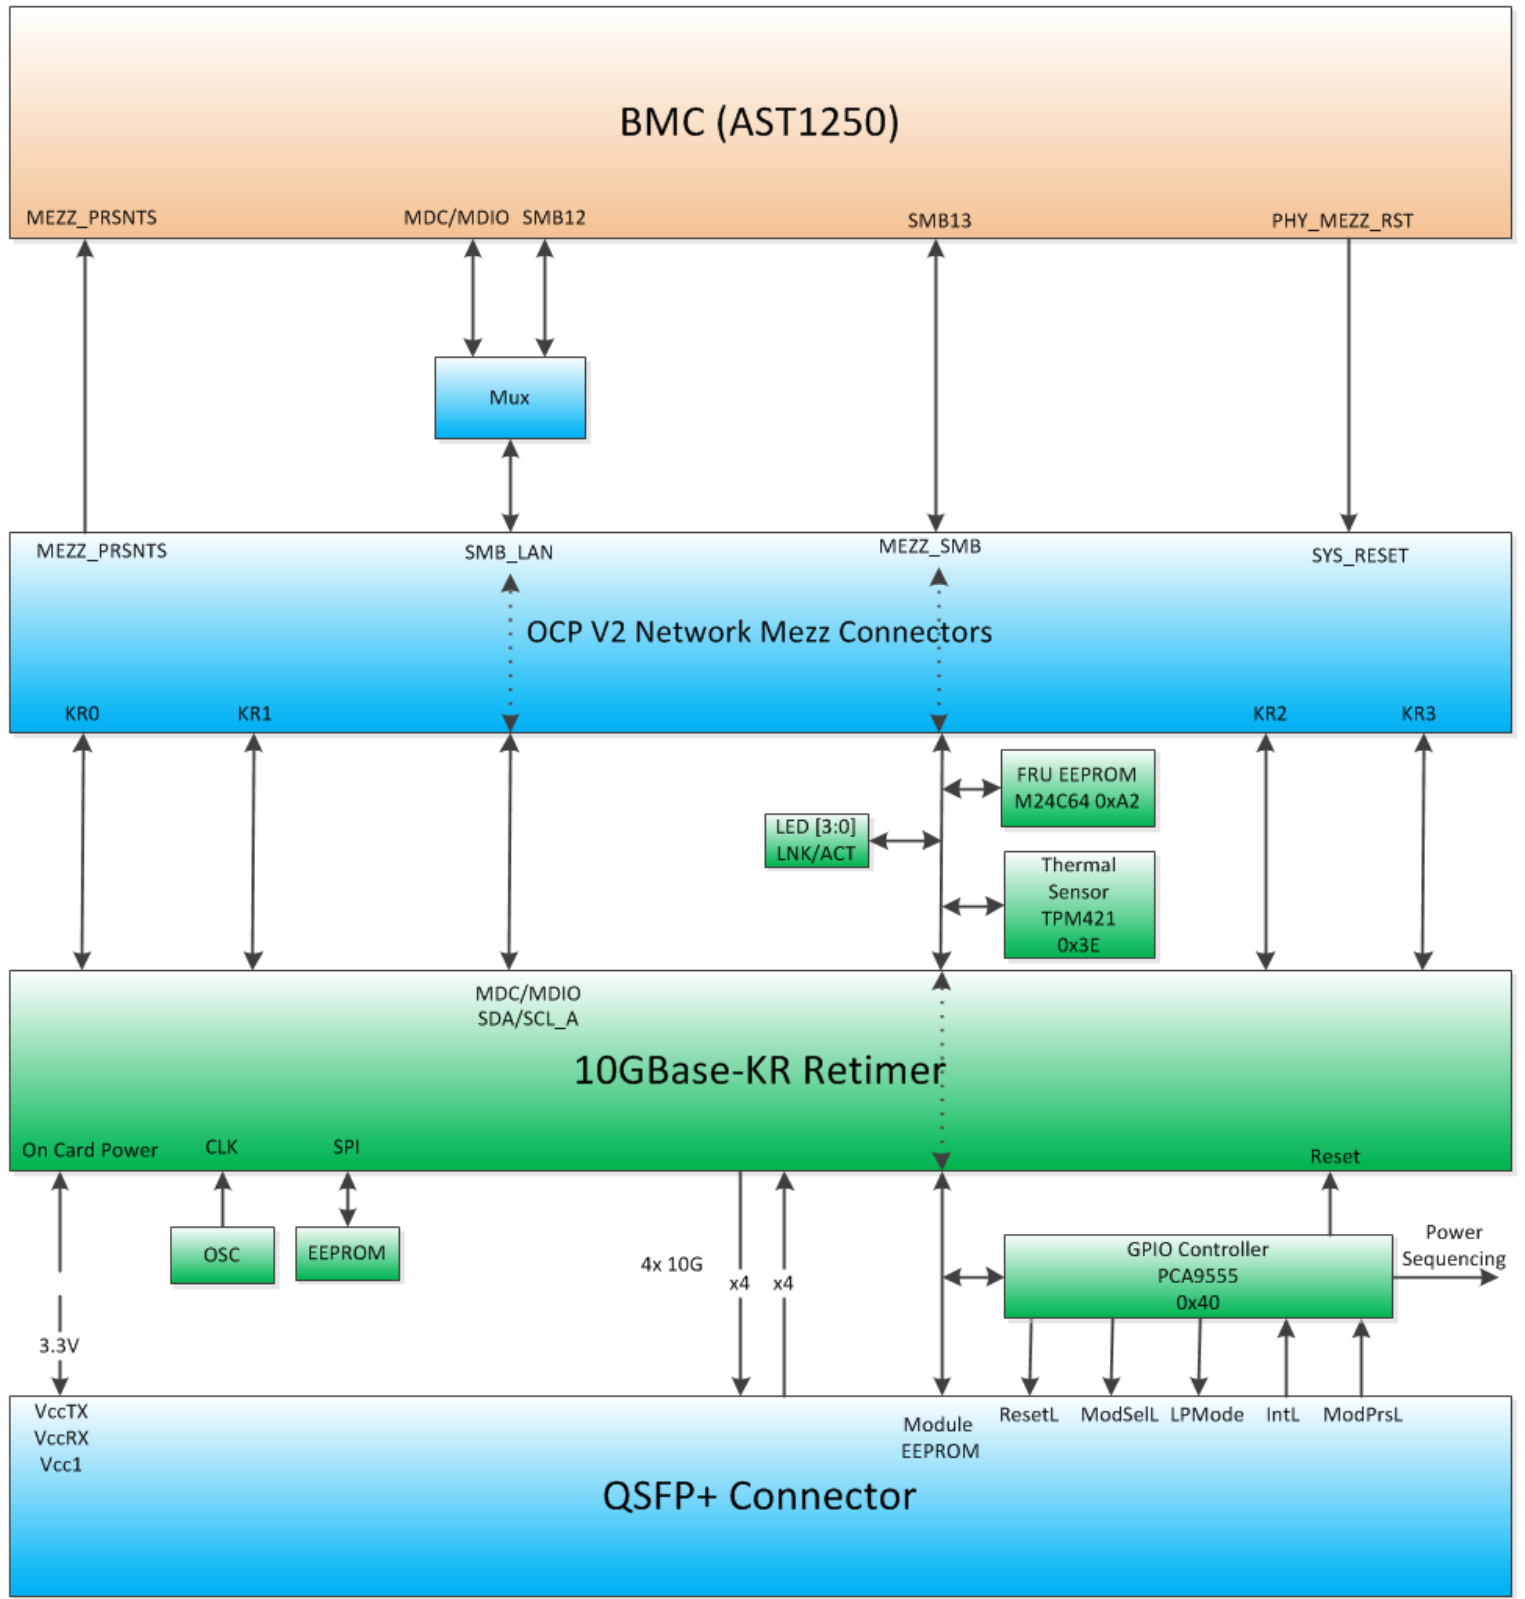 BMC (AST1250)
MEZZ_PRSNTS
MDC/MDIO
SMB12
SMB13
PHY_MEZZ_RST
Mux
MEZZ_PRSNTS
SMB_LAN
MEZZ_SMB
SYS_RESET
OCP V2 Network Mezz Connectors
KR0
KR1
KR2
KR3
FRU EEPROM
M24C64 0xA2
LED [3:0]
LNK/ACT
Thermal
Sensor
TPM421
0x3E
MDC/MDIO
SDA/SCL_A
10GBase-KR Retimer
On Card Power
CLK
SPI
Reset
OSC
EEPROM
4x 10G
x4
x4
GPIO Controller
PCA9555
0x40
Power
Sequencing
3.3V
VccTX
VccRX
Vcc1
Module
EEPROM
ResetL
ModSelL
LPMode
IntL
ModPrsL
QSFP+ Connector